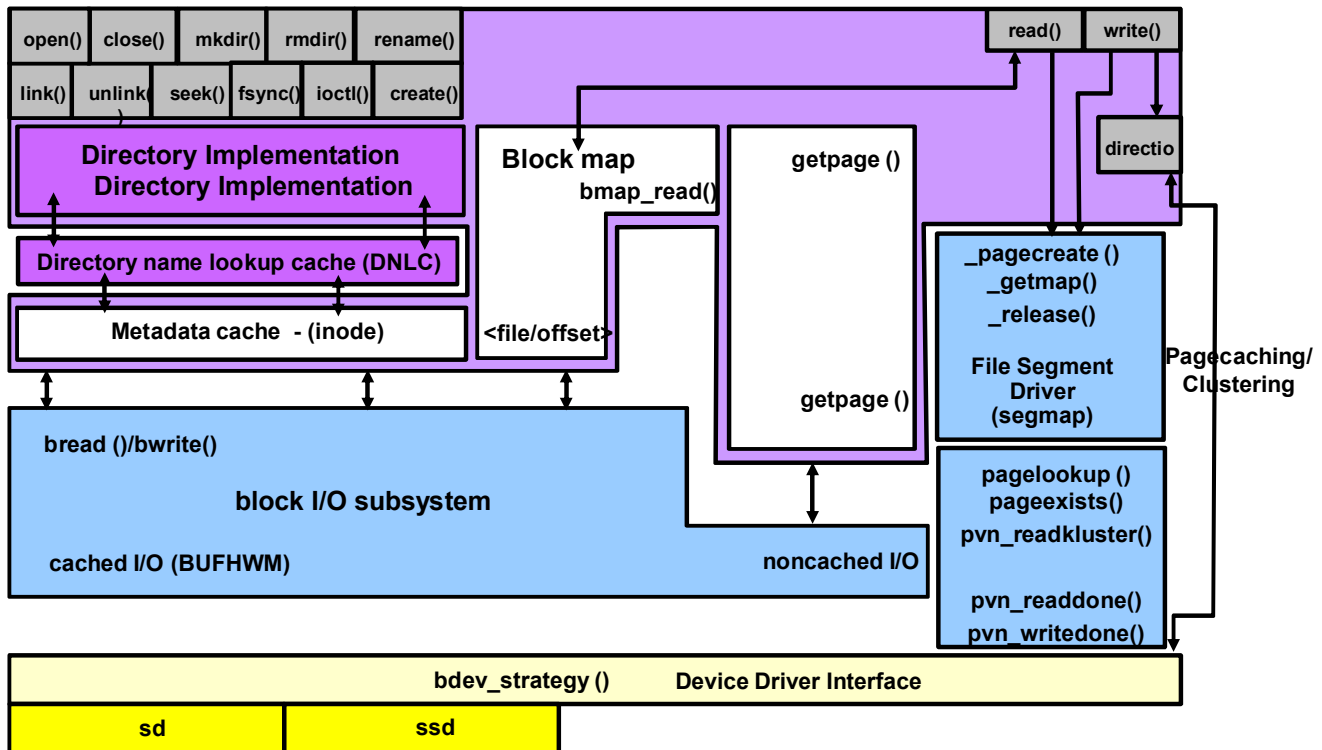 open() close() mkdir() rmdir() rename() read() write()
link() unlink( seek() fsync() ioctl() create()
)
directio
Directory Implementation
Directory Implementation
Block map
bmap_read()
getpage ()
Directory name lookup cache (DNLC)
Metadata cache - (inode)
<file/offset>
getpage ()
_pagecreate ()
_getmap()
_release()
File Segment
Driver
(segmap)
Pagecaching/
Clustering
bread ()/bwrite()
block I/O subsystem
cached I/O (BUFHWM)
noncached I/O
pagelookup ()
pageexists()
pvn_readkluster()
pvn_readdone()
pvn_writedone()
bdev_strategy () Device Driver Interface
sd ssd